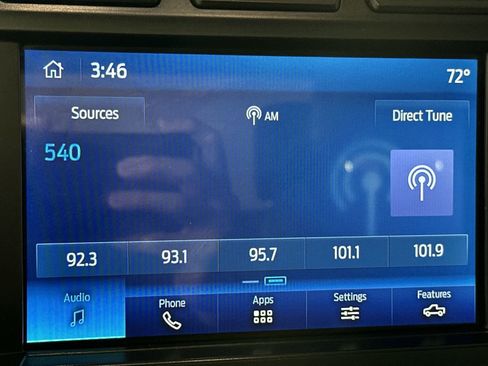 3:46
72°
Sources
AM
Direct Tune
540
92.3
93.1
95.7
101.1
101.9
Audio
Phone
Apps
Settings
Features